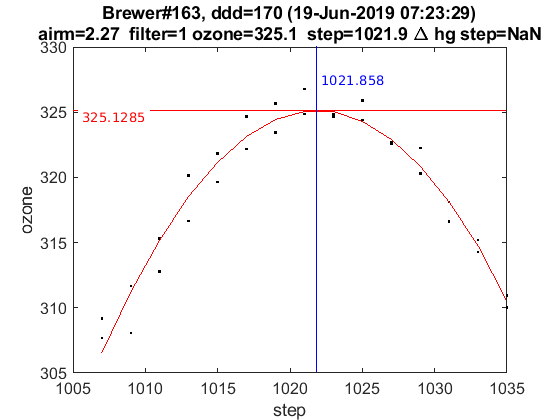 Brewer#163, ddd=170 (19-Jun-2019 07:23:29)
airm=2.27 filter=1 ozone=325.1 step=1021.9 Δ hg step=NaN
330
1021.858
325
325.1285
320
ozone
315
310
305
1005 1010 1015 1020 1025 1030 1035
step